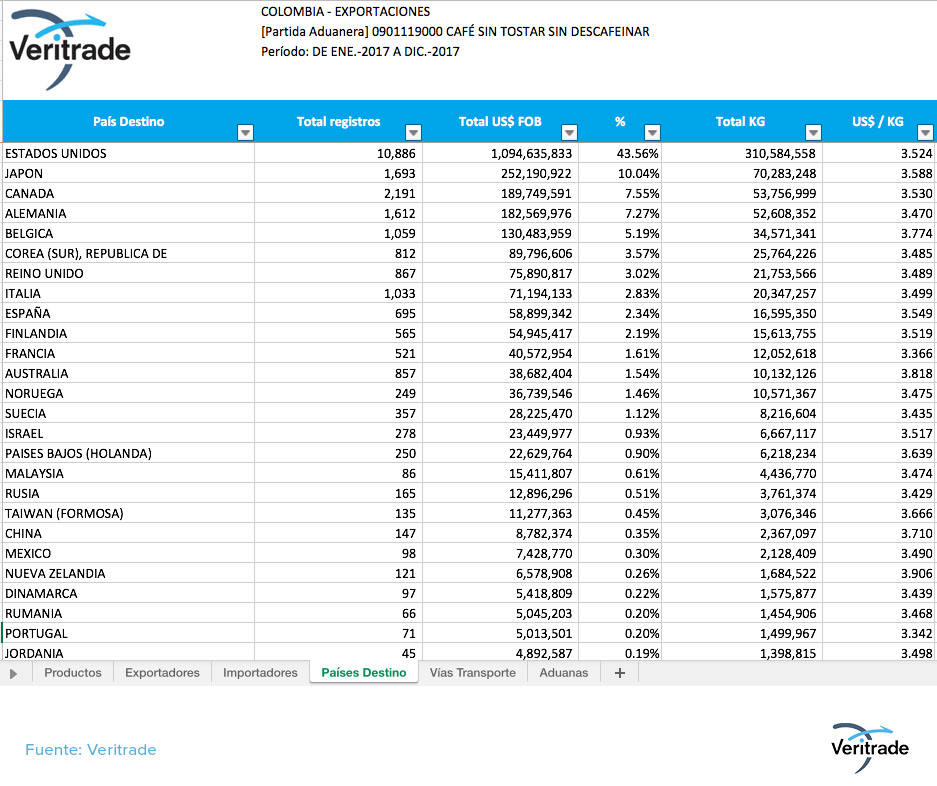 Veritrade
COLOMBIA - EXPORTACIONES
[Partida Aduanera] 0901119000 CAFÉ SIN TOSTAR SIN DESCAFEINAR
Período: DE ENE.-2017 A DIC.-2017
País Destino Total registros Total US$ FOB % Total KG US$ / KG
ESTADOS UNIDOS 10,886 1,094,635,833 43.56% 310,584,558 3.524
JAPON 1,693 252,190,922 10.04% 70,283,248 3.588
CANADA 2,191 189,749,591 7.55% 53,756,999 3.530
ALEMANIA 1,612 182,569,976 7.27% 52,608,352 3.470
BELGICA 1,059 130,483,959 5.19% 34,571,341 3.774
COREA (SUR), REPUBLICA DE 812 89,796,606 3.57% 25,764,226 3.485
REINO UNIDO 867 75,890,817 3.02% 21,753,566 3.489
ITALIA 1,033 71,194,133 2.83% 20,347,257 3.499
ESPAÑA 695 58,899,342 2.34% 16,595,350 3.549
FINLANDIA 565 54,945,417 2.19% 15,613,755 3.519
FRANCIA 521 40,572,954 1.61% 12,052,618 3.366
AUSTRALIA 857 38,682,404 1.54% 10,132,126 3.818
NORUEGA 249 36,739,546 1.46% 10,571,367 3.475
SUECIA 357 28,225,470 1.12% 8,216,604 3.435
ISRAEL 278 23,449,977 0.93% 6,667,117 3.517
PAISES BAJOS (HOLANDA) 250 22,629,764 0.90% 6,218,234 3.639
MALAYSIA 86 15,411,807 0.61% 4,436,770 3.474
RUSIA 165 12,896,296 0.51% 3,761,374 3.429
TAIWAN (FORMOSA) 135 11,277,363 0.45% 3,076,346 3.666
CHINA 147 8,782,374 0.35% 2,367,097 3.710
MEXICO 98 7,428,770 0.30% 2,128,409 3.490
NUEVA ZELANDIA 121 6,578,908 0.26% 1,684,522 3.906
DINAMARCA 97 5,418,809 0.22% 1,575,877 3.439
RUMANIA 66 5,045,203 0.20% 1,454,906 3.468
PORTUGAL 71 5,013,501 0.20% 1,499,967 3.342
JORDANIA 45 4,892,587 0.19% 1,398,815 3.498
Productos Exportadores Importadores Países Destino Vías Transporte Aduanas +
Fuente: Veritrade
Veritrade